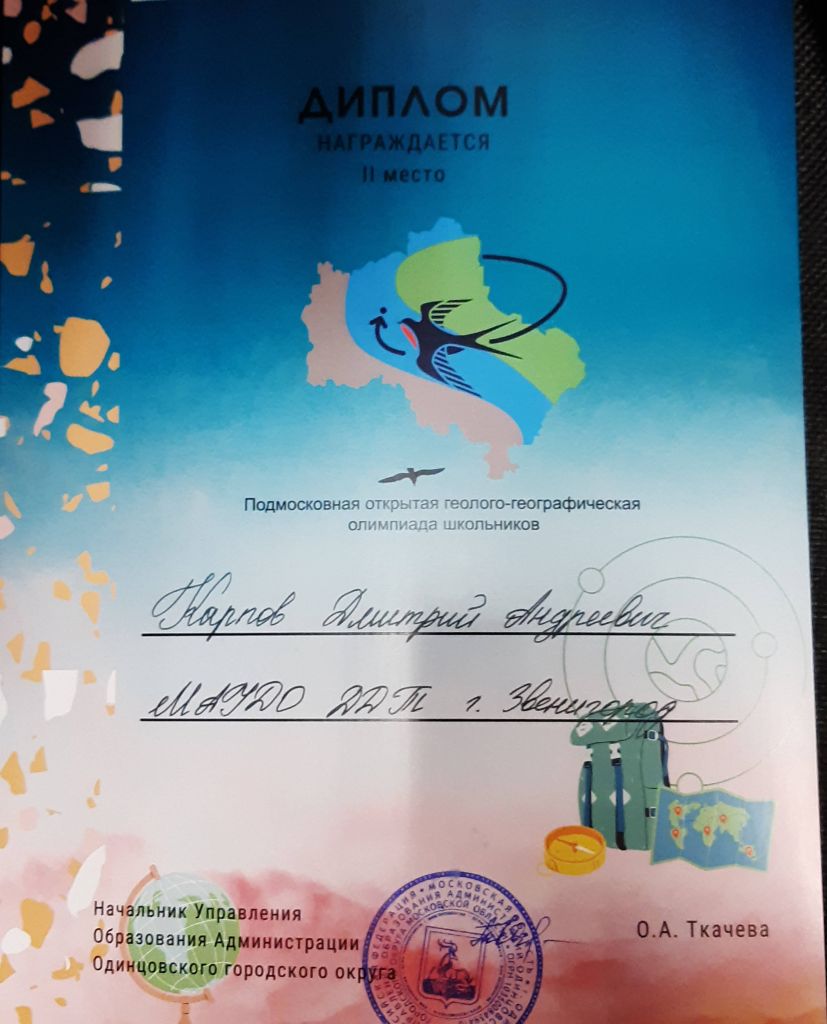 ДИПЛОМ
НАГРАЖДАЕТСЯ
II место
Подмосковная открытая геолого-географическая
олимпиада школьников
Карпов Дмитрий Андреевич
МАУДО ДДТ г. Звенигород
Начальник Управления
Образования Администрации
Одинцовского городского округа
О.А. Ткачева